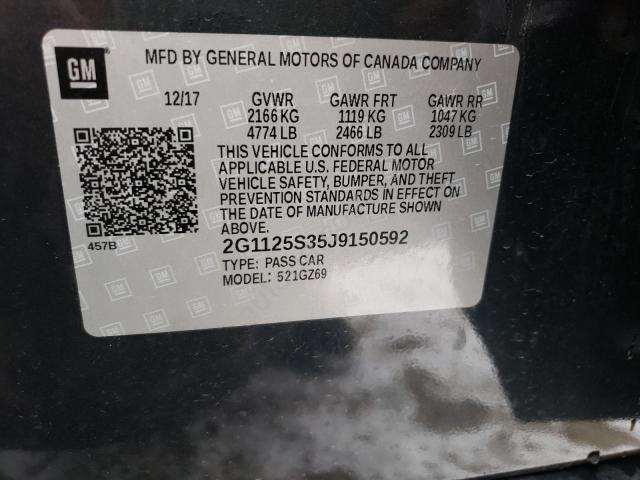 GM
MFD BY GENERAL MOTORS OF CANADA COMPANY
12/17 GVWR GAWR FRT GAWR RR
2166 KG 1119 KG 1047 KG
4774 LB 2466 LB 2309 LB
THIS VEHICLE CONFORMS TO ALL
APPLICABLE U.S. FEDERAL MOTOR
VEHICLE SAFETY, BUMPER, AND THEFT
PREVENTION STANDARDS IN EFFECT ON
THE DATE OF MANUFACTURE SHOWN
ABOVE.
457B
2G1125S35J9150592
TYPE: PASS CAR
MODEL: 521GZ69